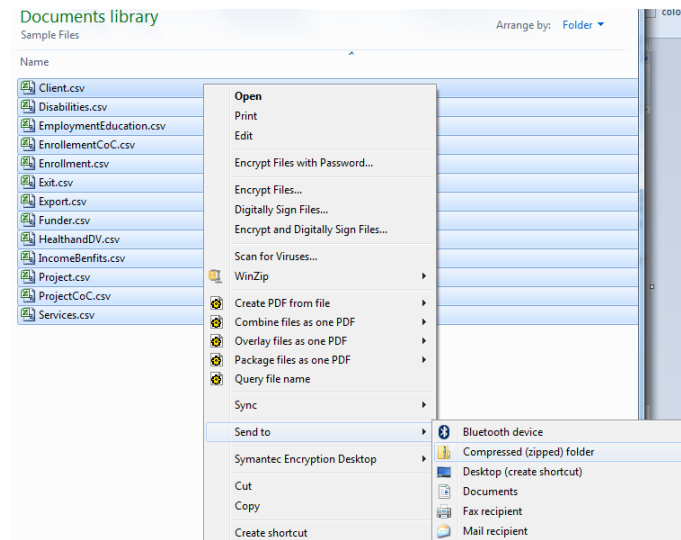 Documents library
Sample Files
Arrange by: Folder
colo
Name
Client.csv
Disabilities.csv
EmploymentEducation.csv
EnrollementCoC.csv
Enrollment.csv
Exit.csv
Export.csv
Funder.csv
HealthandDV.csv
IncomeBenfits.csv
Project.csv
ProjectCoC.csv
Services.csv
Open
Print
Edit
Encrypt Files with Password...
Encrypt Files...
Digitally Sign Files...
Encrypt and Digitally Sign Files...
Scan for Viruses...
WinZip
Create PDF from file
Combine files as one PDF
Overlay files as one PDF
Package files as one PDF
Query file name
Sync
Send to
Symantec Encryption Desktop
Cut
Copy
Create shortcut
Bluetooth device
Compressed (zipped) folder
Desktop (create shortcut)
Documents
Fax recipient
Mail recipient